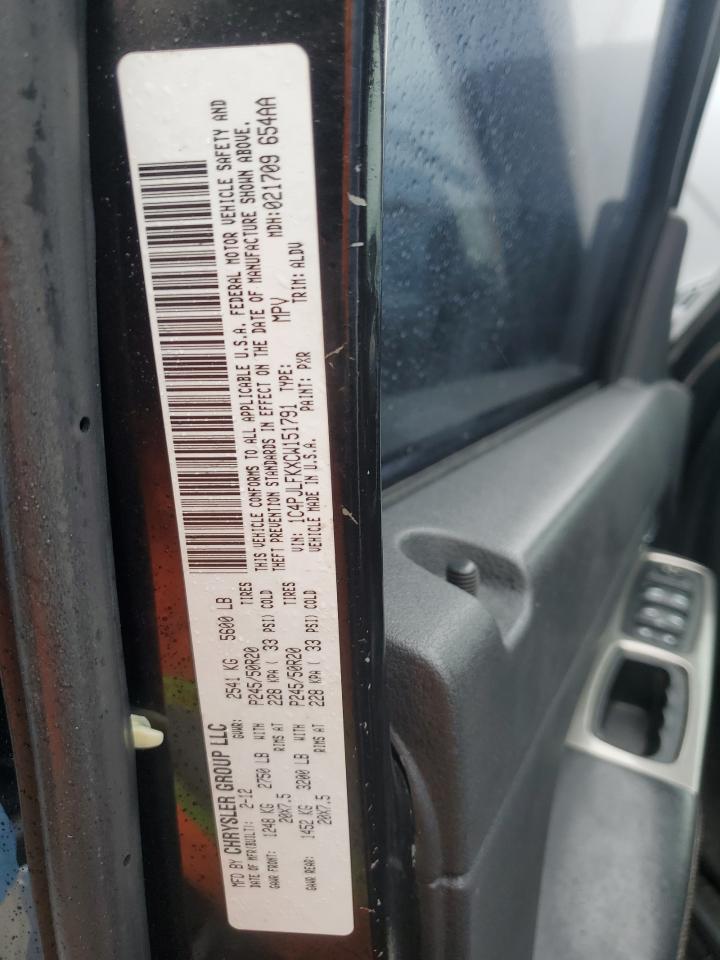 MFD BY CHRYSLER GROUP LLC
DATE OF MFR(BUILT): 2-12 GVWR: 2541 KG 5600 LB
GAWR FRONT: 1248 KG 2750 LB WITH P245/50R20 TIRES
20X7.5 RIMS AT 228 KPA ( 33 PSI) COLD
GAWR REAR: 1452 KG 3200 LB WITH P245/50R20 TIRES
20X7.5 RIMS AT 228 KPA ( 33 PSI) COLD
THIS VEHICLE CONFORMS TO ALL APPLICABLE U.S.A. FEDERAL MOTOR VEHICLE SAFETY AND
THEFT PREVENTION STANDARDS IN EFFECT ON THE DATE OF MANUFACTURE SHOWN ABOVE.
VIN: 1C4PJLFKXCW151791 TYPE: MPV MDH: 021709 654AA
VEHICLE MADE IN U.S.A. PAINT: PXR TRIM: ALDV